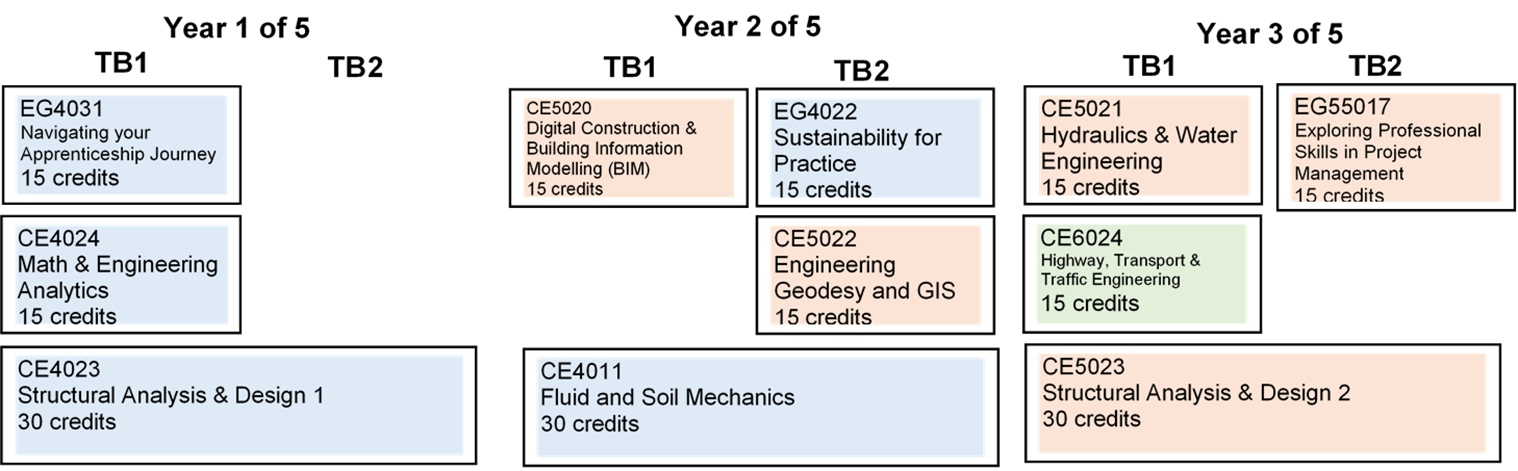 Year 1 of 5
TB1
TB2
EG4031
Navigating your
Apprenticeship Journey
15 credits
CE4024
Math & Engineering
Analytics
15 credits
CE4023
Structural Analysis & Design 1
30 credits
Year 2 of 5
TB1
TB2
CE5020
Digital Construction &
Building Information
Modelling (BIM)
15 credits
EG4022
Sustainability for
Practice
15 credits
CE5022
Engineering
Geodesy and GIS
15 credits
CE4011
Fluid and Soil Mechanics
30 credits
Year 3 of 5
TB1
TB2
CE5021
Hydraulics & Water
Engineering
15 credits
EG55017
Exploring Professional
Skills in Project
Management
15 credits
CE6024
Highway, Transport &
Traffic Engineering
15 credits
CE5023
Structural Analysis & Design 2
30 credits